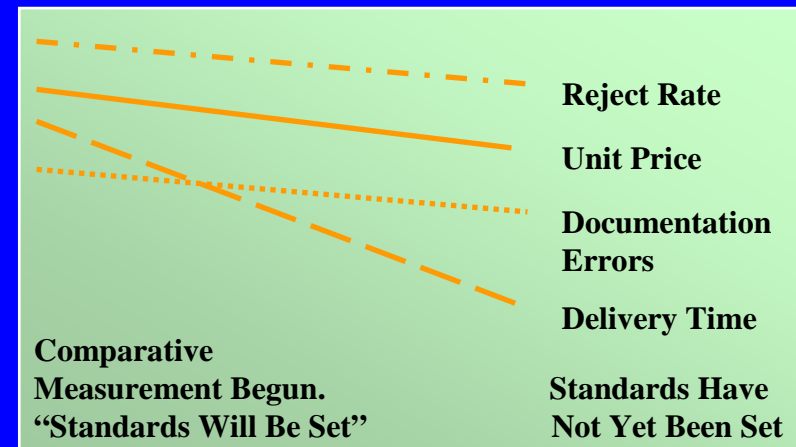 Reject Rate
Unit Price
Documentation
Errors
Delivery Time
Comparative
Measurement Begun.
“Standards Will Be Set”
Standards Have
Not Yet Been Set